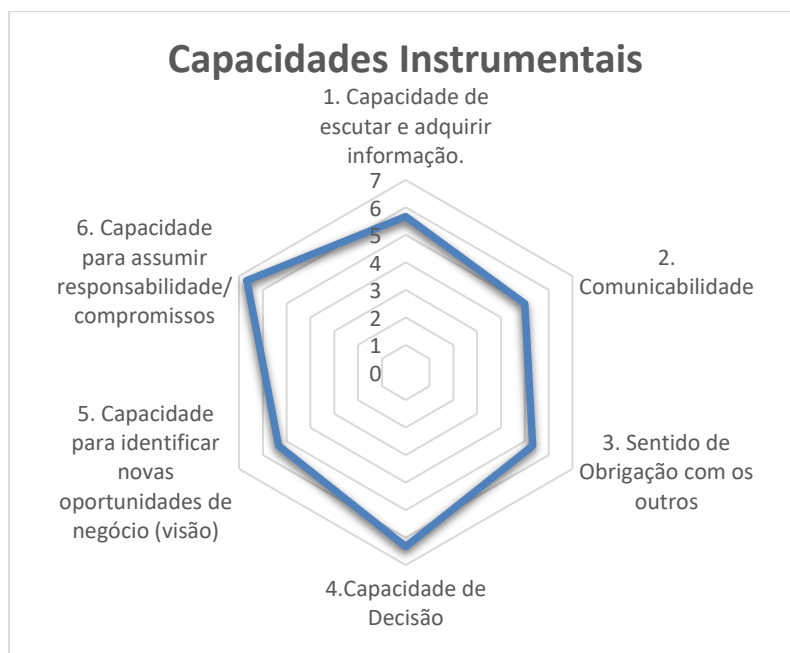 Capacidades Instrumentais
1. Capacidade de
escutar e adquirir
informação.
7
6
5
4
3
2
1
0
2.
Comunicabilidade
3. Sentido de
Obrigação com os
outros
4.Capacidade de
Decisão
5. Capacidade
para identificar
novas
oportunidades de
negócio (visão)
6. Capacidade
para assumir
responsabilidade/
compromissos